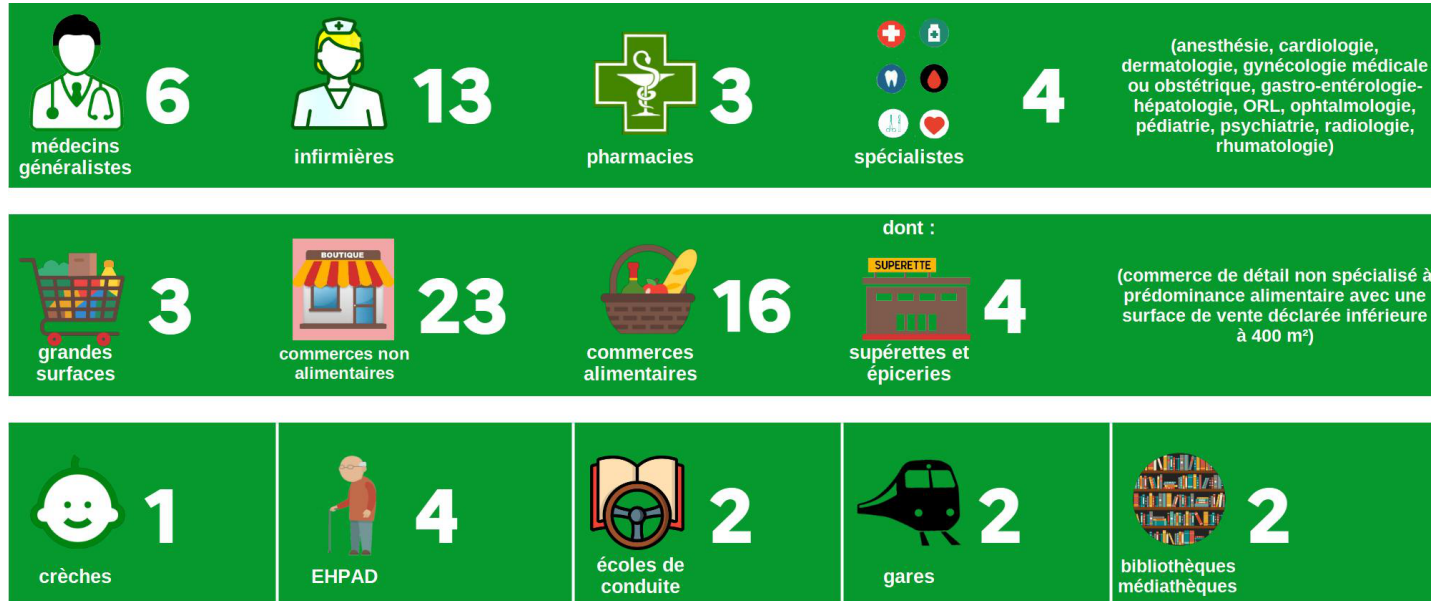 6
médecins
généralistes
13
infirmières
3
pharmacies
4
spécialistes
(anesthésie, cardiologie,
dermatologie, gynécologie médicale
ou obstétrique, gastro-entérologie-
hépatologie, ORL, ophtalmologie,
pédiatrie, psychiatrie, radiologie,
rhumatologie)
3
grandes
surfaces
BOUTIQUE
23
commerces non
alimentaires
16
commerces
alimentaires
dont :
SUPERETTE
4
supérettes et
épiceries
(commerce de détail non spécialisé à
prédominance alimentaire avec une
surface de vente déclarée inférieure
à 400 m²)
1
crèches
4
EHPAD
2
écoles de
conduite
2
gares
2
bibliothèques
médiathèques